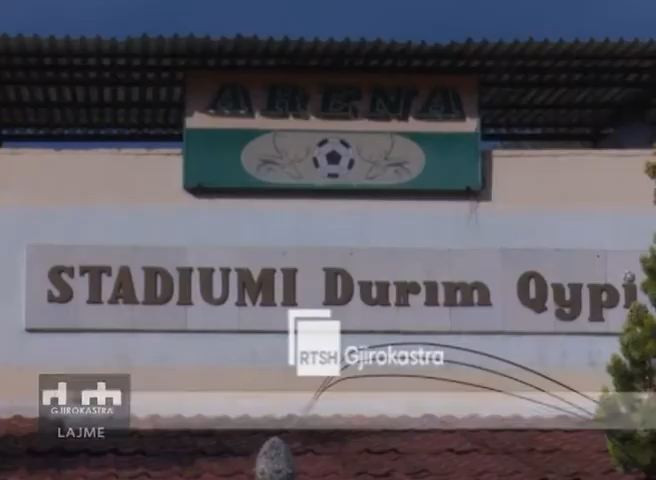 ARENA
STADIUMI Durim Qypi
RTSH Gjirokastra
GJIROKASTRA
LAJME